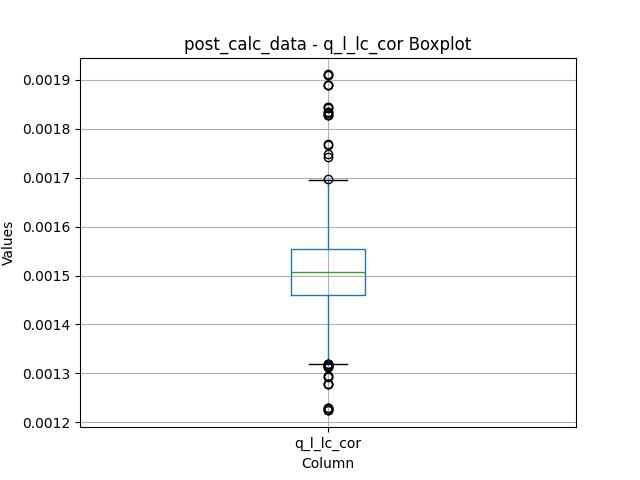 post_calc_data - q_l_lc_cor Boxplot
0.0019
0.0018
0.0017
0.0016
0.0015
0.0014
0.0013
0.0012
Values
q_l_lc_cor
Column